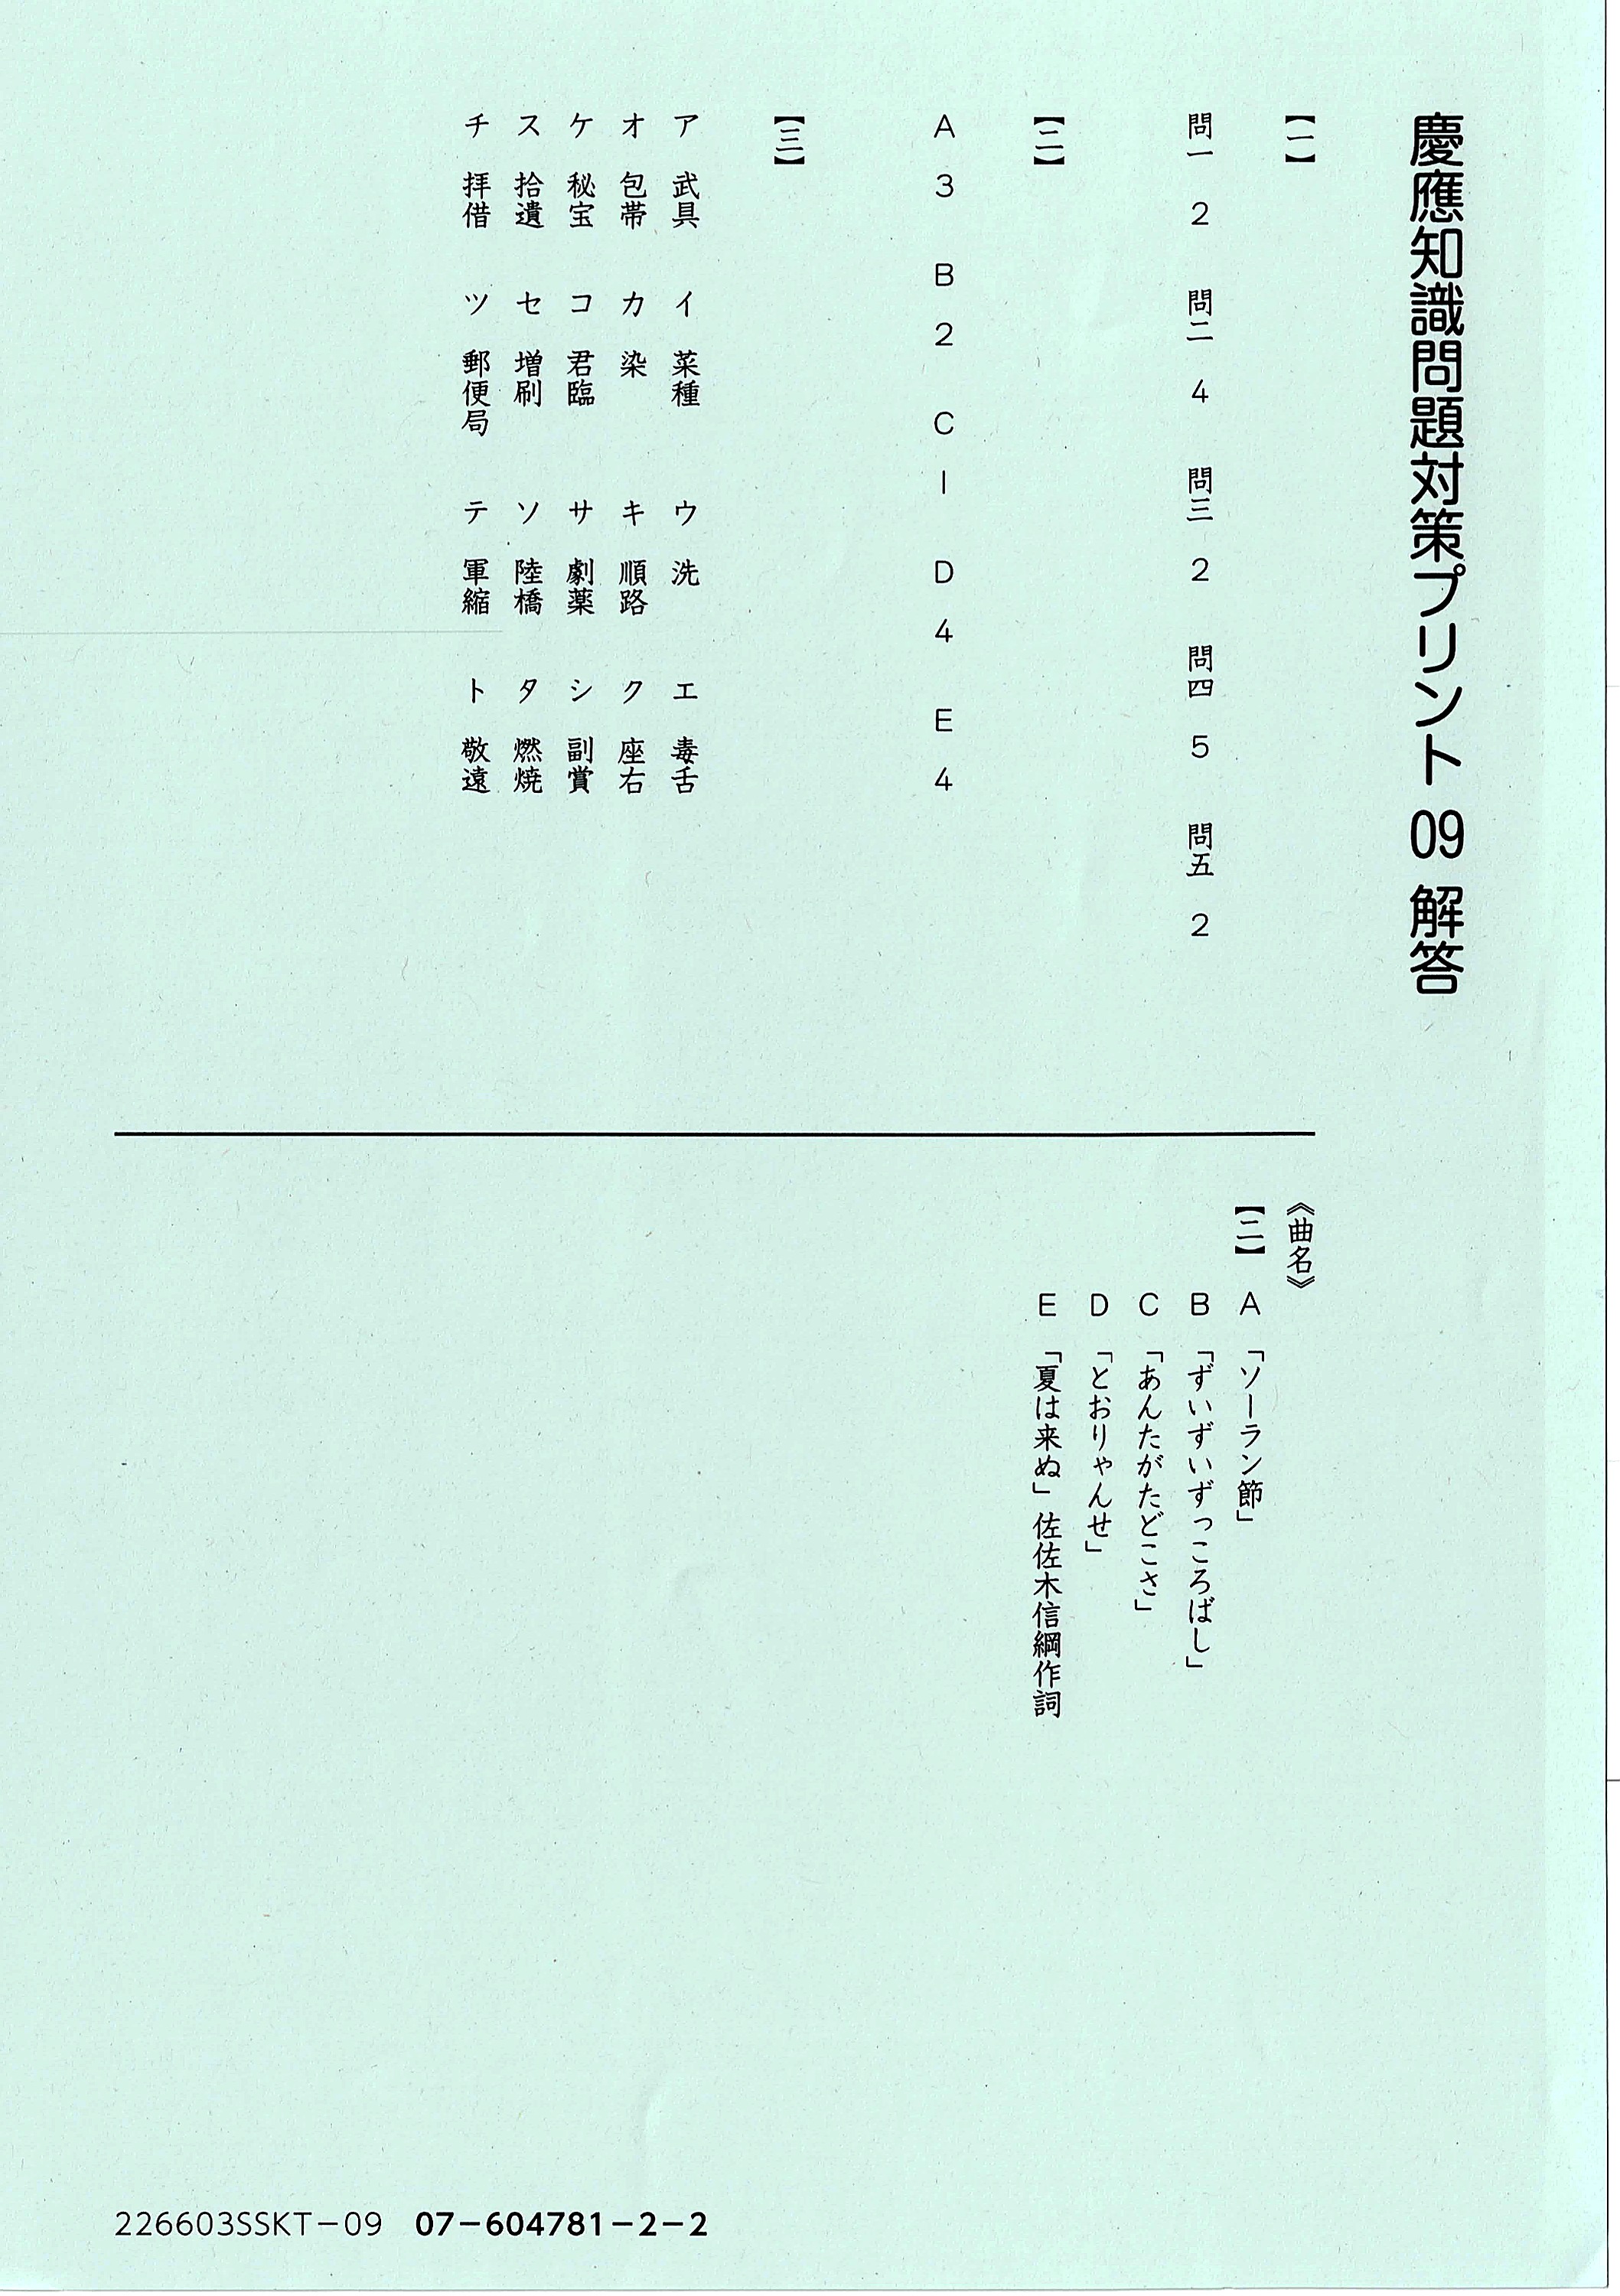 慶應知識問題対策プリント 09 解答
【一】
問一 2 問二 4 問三 2 問四 5 問五 2
【二】
A 3 B 2 C 1 D 4 E 4
【三】
ア 武具 イ 菜種 ウ 洗 エ 毒舌
オ 包帯 カ 染 キ 順路 ク 座右
ケ 秘宝 コ 君臨 サ 劇薬 シ 副賞
ス 拾遺 セ 増刷 ソ 陸橋 タ 燃焼
チ 拝借 ツ 郵便局 テ 軍縮 ト 敬遠
《曲名》
【二】 A 「ソーラン節」
B 「ずいずいずっころばし」
C 「あんたがたどこさ」
D 「とおりゃんせ」
E 「夏は来ぬ」佐佐木信綱作詞
226603SSKT-09 07-604781-2-2